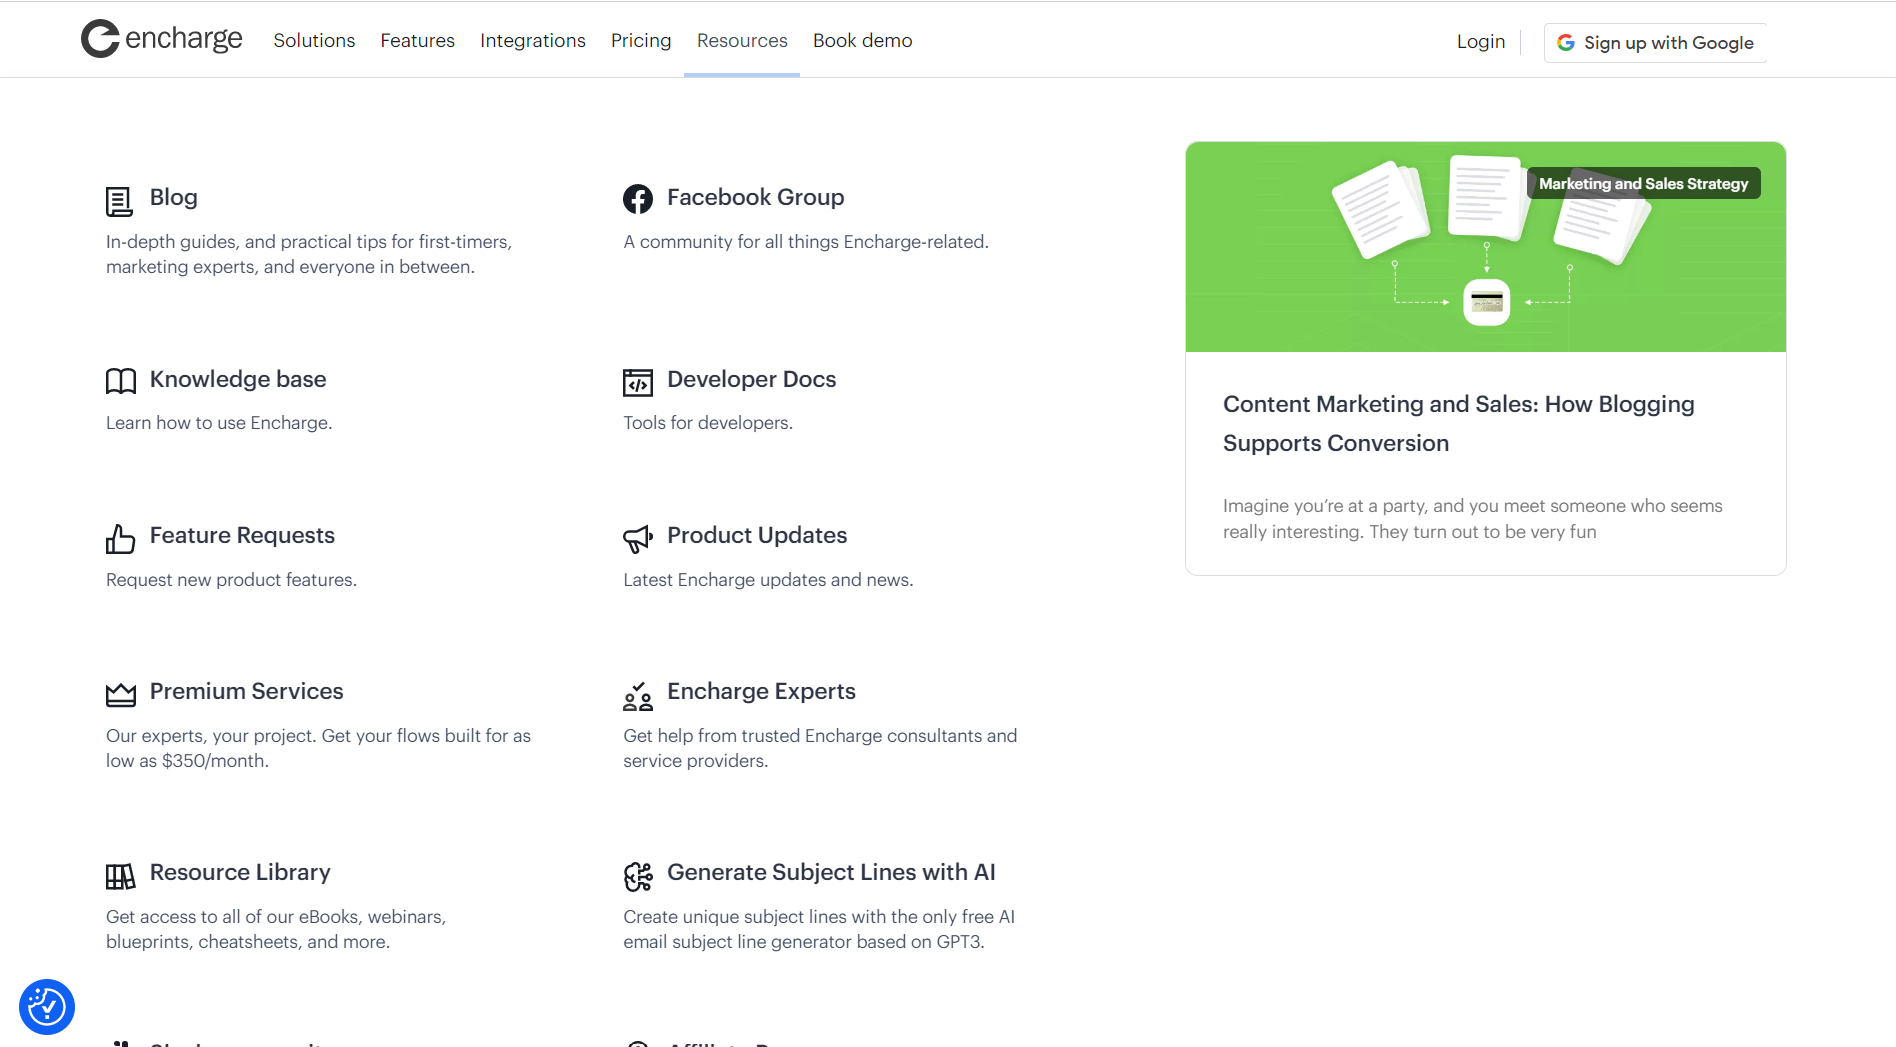 encharge
Solutions
Features
Integrations
Pricing
Resources
Book demo
Login
Sign up with Google
Blog
In-depth guides, and practical tips for first-timers,
marketing experts, and everyone in between.
Facebook Group
A community for all things Encharge-related.
Knowledge base
Learn how to use Encharge.
Developer Docs
Tools for developers.
Feature Requests
Request new product features.
Product Updates
Latest Encharge updates and news.
Premium Services
Our experts, your project. Get your flows built for as
low as $350/month.
Encharge Experts
Get help from trusted Encharge consultants and
service providers.
Resource Library
Get access to all of our eBooks, webinars,
blueprints, cheatsheets, and more.
Generate Subject Lines with AI
Create unique subject lines with the only free AI
email subject line generator based on GPT3.
Marketing and Sales Strategy
Content Marketing and Sales: How Blogging
Supports Conversion
Imagine you’re at a party, and you meet someone who seems
really interesting. They turn out to be very fun